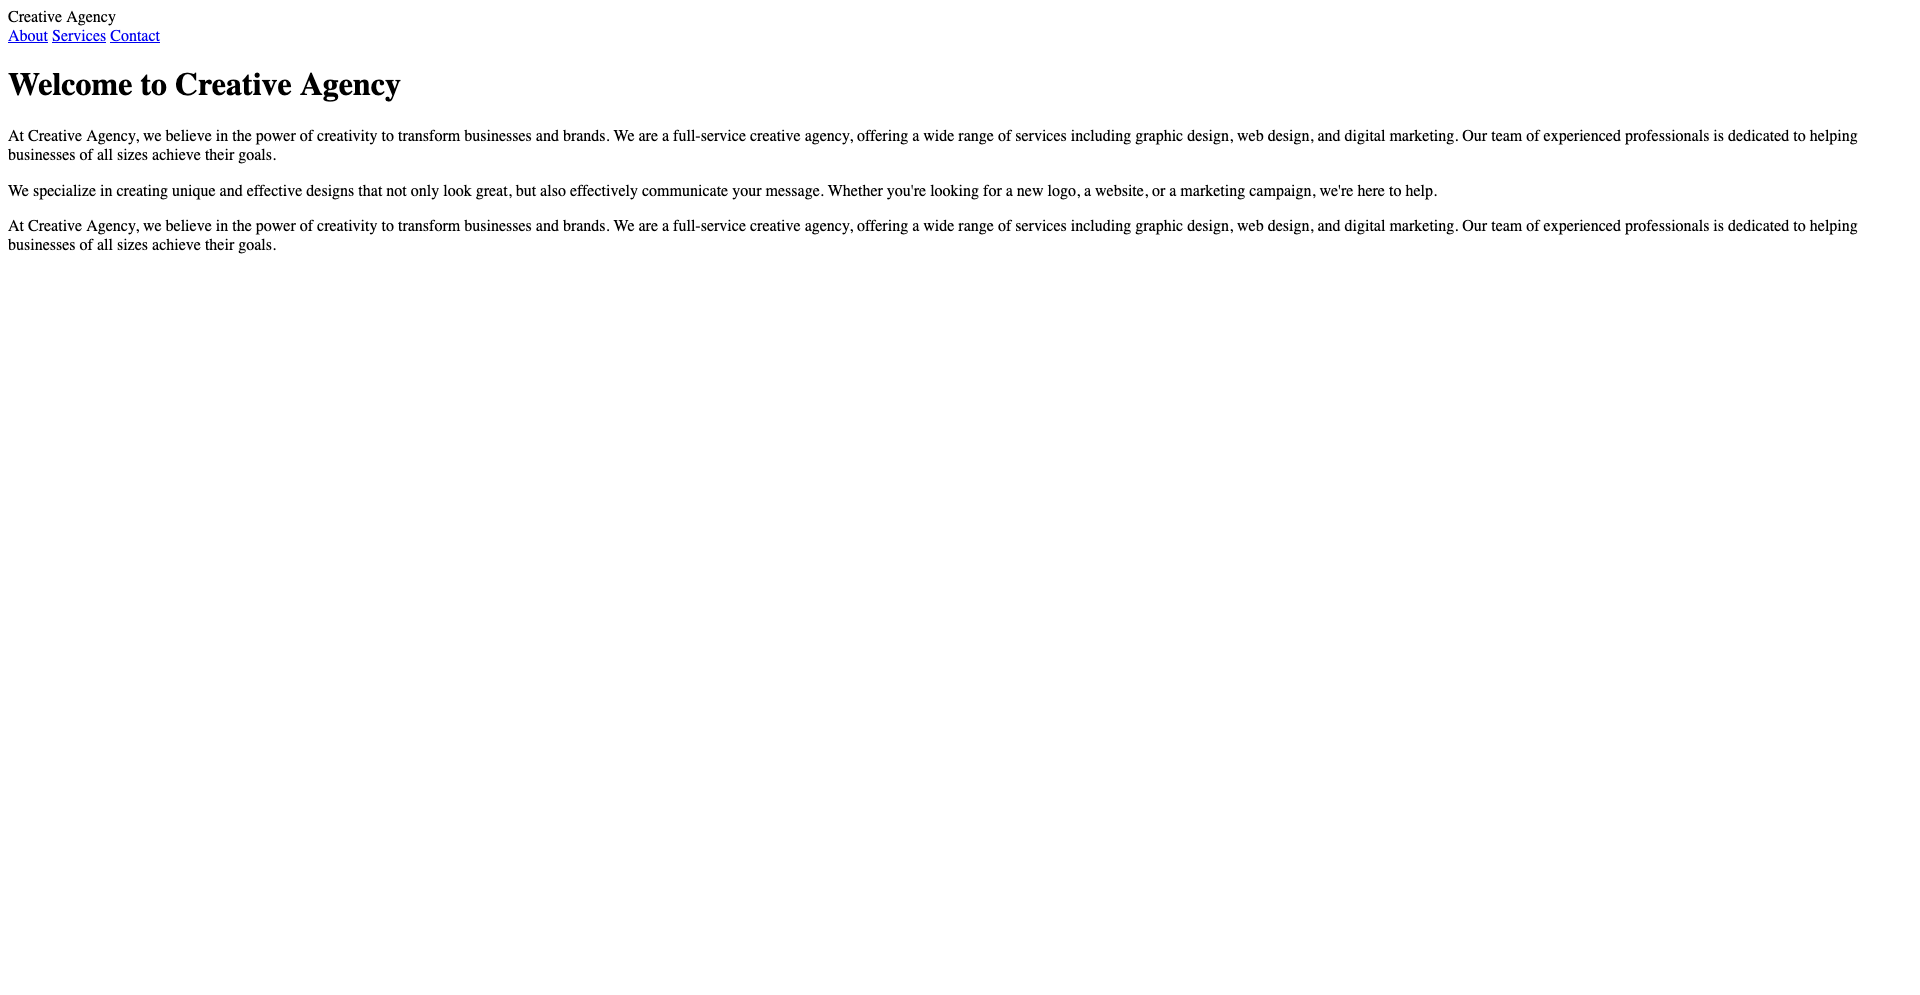 Creative Agency
About Services Contact
Welcome to Creative Agency
At Creative Agency, we believe in the power of creativity to transform businesses and brands. We are a full-service creative agency, offering a wide range of services including graphic design, web design, and digital marketing. Our team of experienced professionals is dedicated to helping
businesses of all sizes achieve their goals.
We specialize in creating unique and effective designs that not only look great, but also effectively communicate your message. Whether you're looking for a new logo, a website, or a marketing campaign, we're here to help.
At Creative Agency, we believe in the power of creativity to transform businesses and brands. We are a full-service creative agency, offering a wide range of services including graphic design, web design, and digital marketing. Our team of experienced professionals is dedicated to helping
businesses of all sizes achieve their goals.